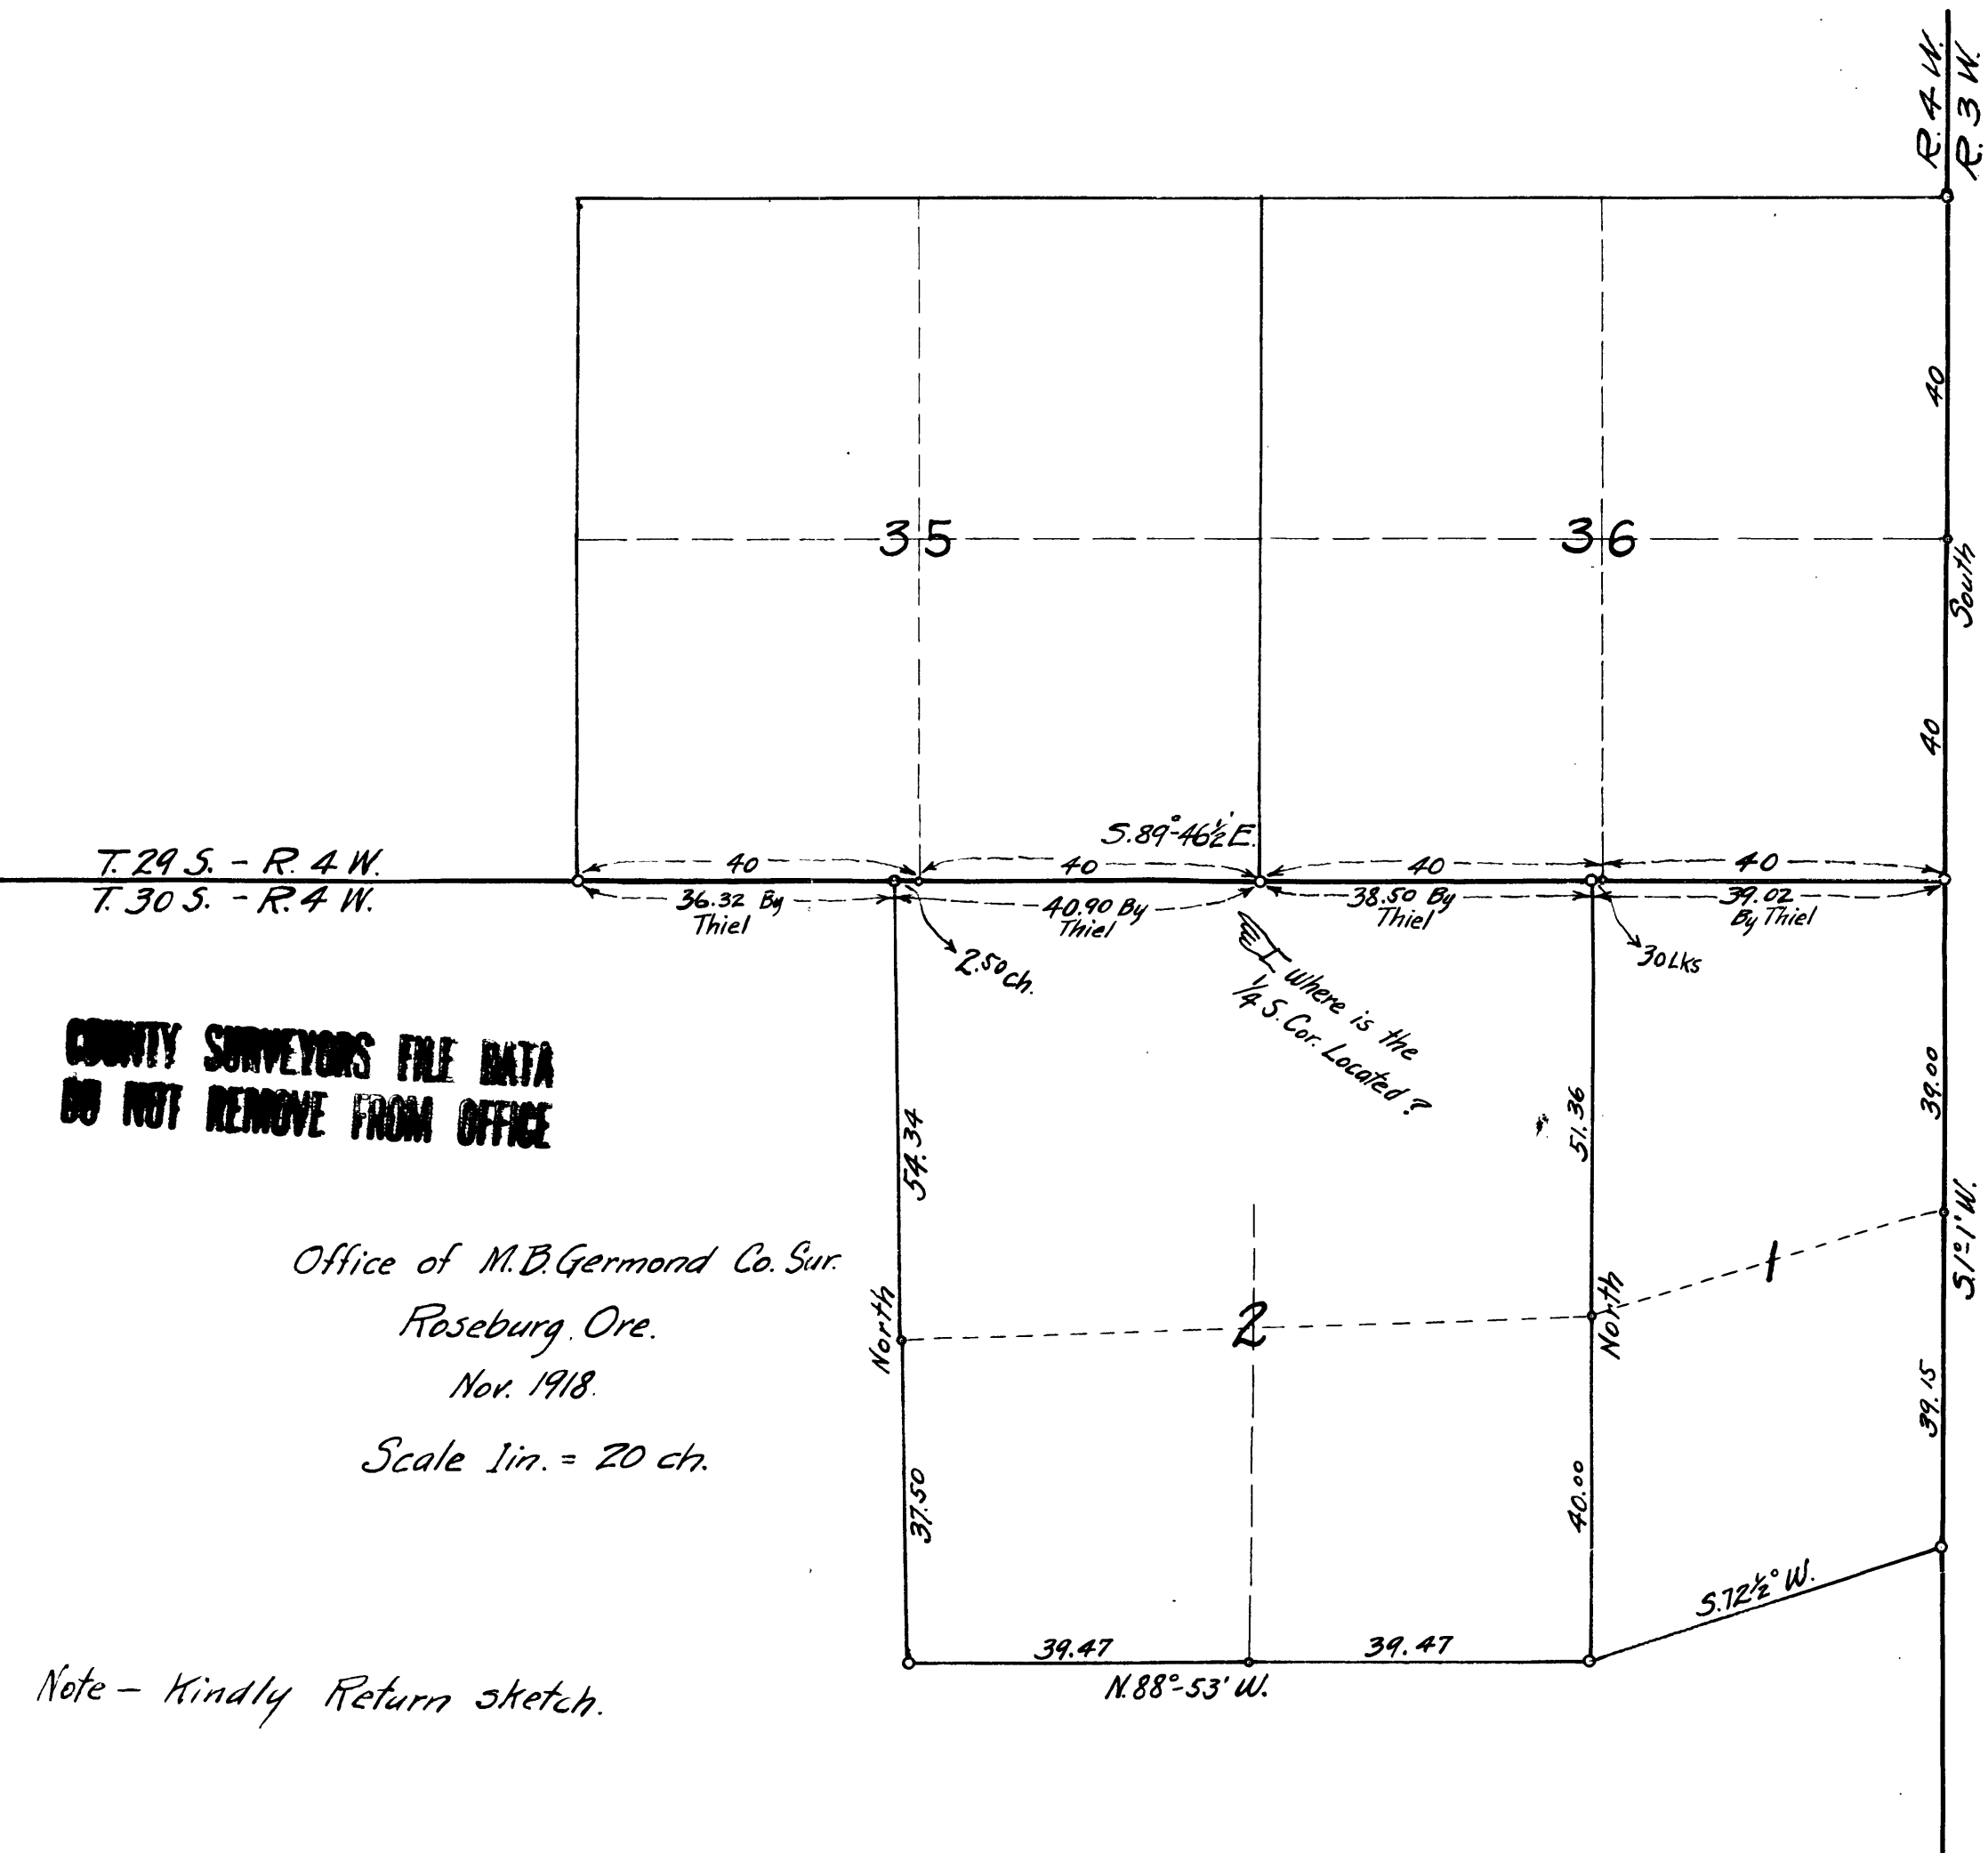 R. 4 W.
R. 3 W.
40
35
36
South
40
S. 89°-46½' E.
T. 29 S. - R. 4 W.
40
40
40
40
T. 30 S. - R. 4 W.
36.32 By
Thiel
40.90 By
Thiel
38.50 By
Thiel
39.02
By Thiel
2.50 ch.
30 Lks
Where is the
¼ S. Cor. Located?
COUNTY SURVEYORS FILE DATA
DO NOT REMOVE FROM OFFICE
54.34
51.36
39.00
S. 1°-1' W.
Office of M.B. Germond Co. Sur.
Roseburg, Ore.
Nov. 1918.
Scale 1in. = 20 ch.
North
2
North
1
39.15
37.50
40.00
S. 72½° W.
39.47
39.47
N. 88°-53' W.
Note - Kindly Return sketch.